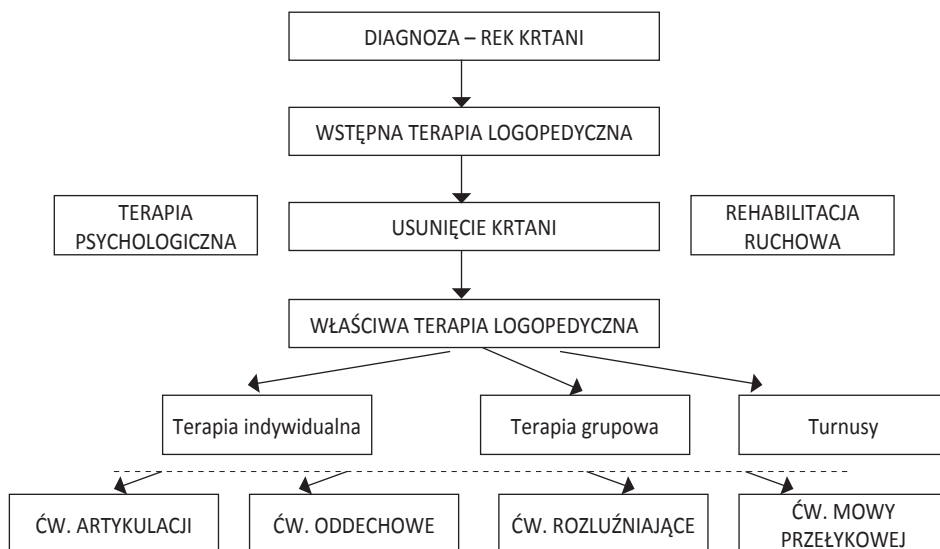 DIAGNOZA – REK KRTANI
WSTĘPNA TERAPIA LOGOPEDYCZNA
TERAPIA
PSYCHOLOGICZNA
USUNIĘCIE KRTANI
REHABILITACJA
RUCHOWA
WŁAŚCIWA TERAPIA LOGOPEDYCZNA
Terapia indywidualna
Terapia grupowa
Turnusy
ĆW. ARTYKULACJI
ĆW. ODDECHOWE
ĆW. ROZLUŹNIAJĄCE
ĆW. MOWY
PRZEŁYKOWEJ